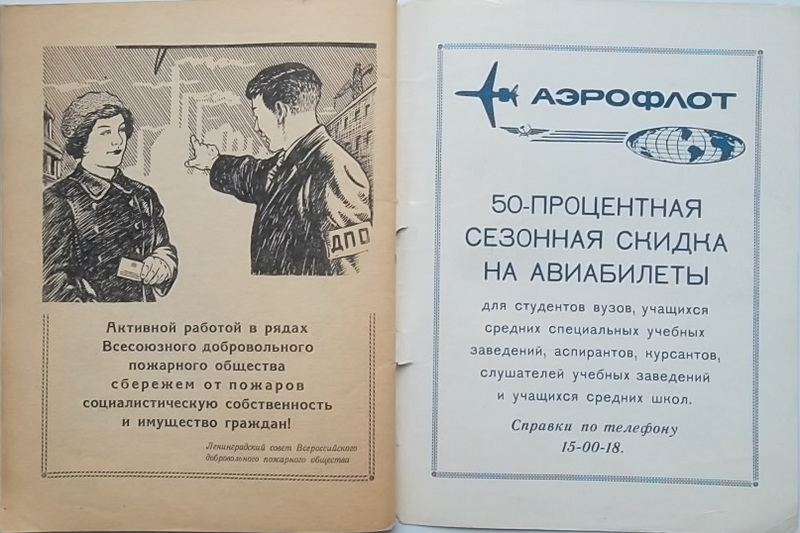 ДПО
Активной работой в рядах
Всесоюзного добровольного
пожарного общества
сбережем от пожаров
социалистическую собственность
и имущество граждан!
Ленинградский совет Всероссийского
добровольного пожарного общества
АЭРОФЛОТ
50-ПРОЦЕНТНАЯ
СЕЗОННАЯ СКИДКА
НА АВИАБИЛЕТЫ
для студентов вузов, учащихся
средних специальных учебных
заведений, аспирантов, курсантов,
слушателей учебных заведений
и учащихся средних школ.
Справки по телефону
15-00-18.